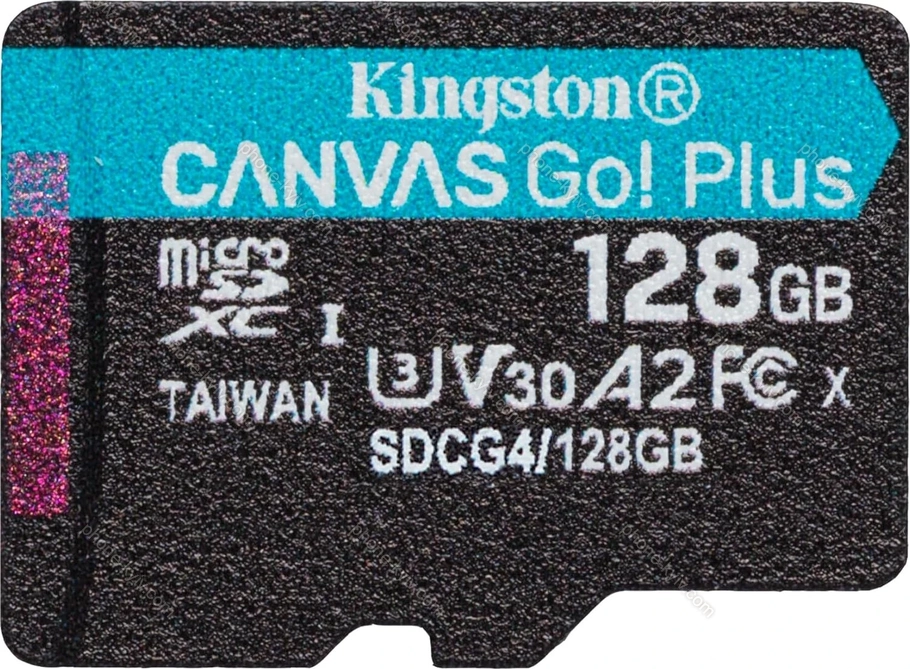 Kingston®
CANVAS Go! Plus
micro
SD
XC I
128GB
U3 V30 A2 FC X
TAIWAN
SDCG4/128GB